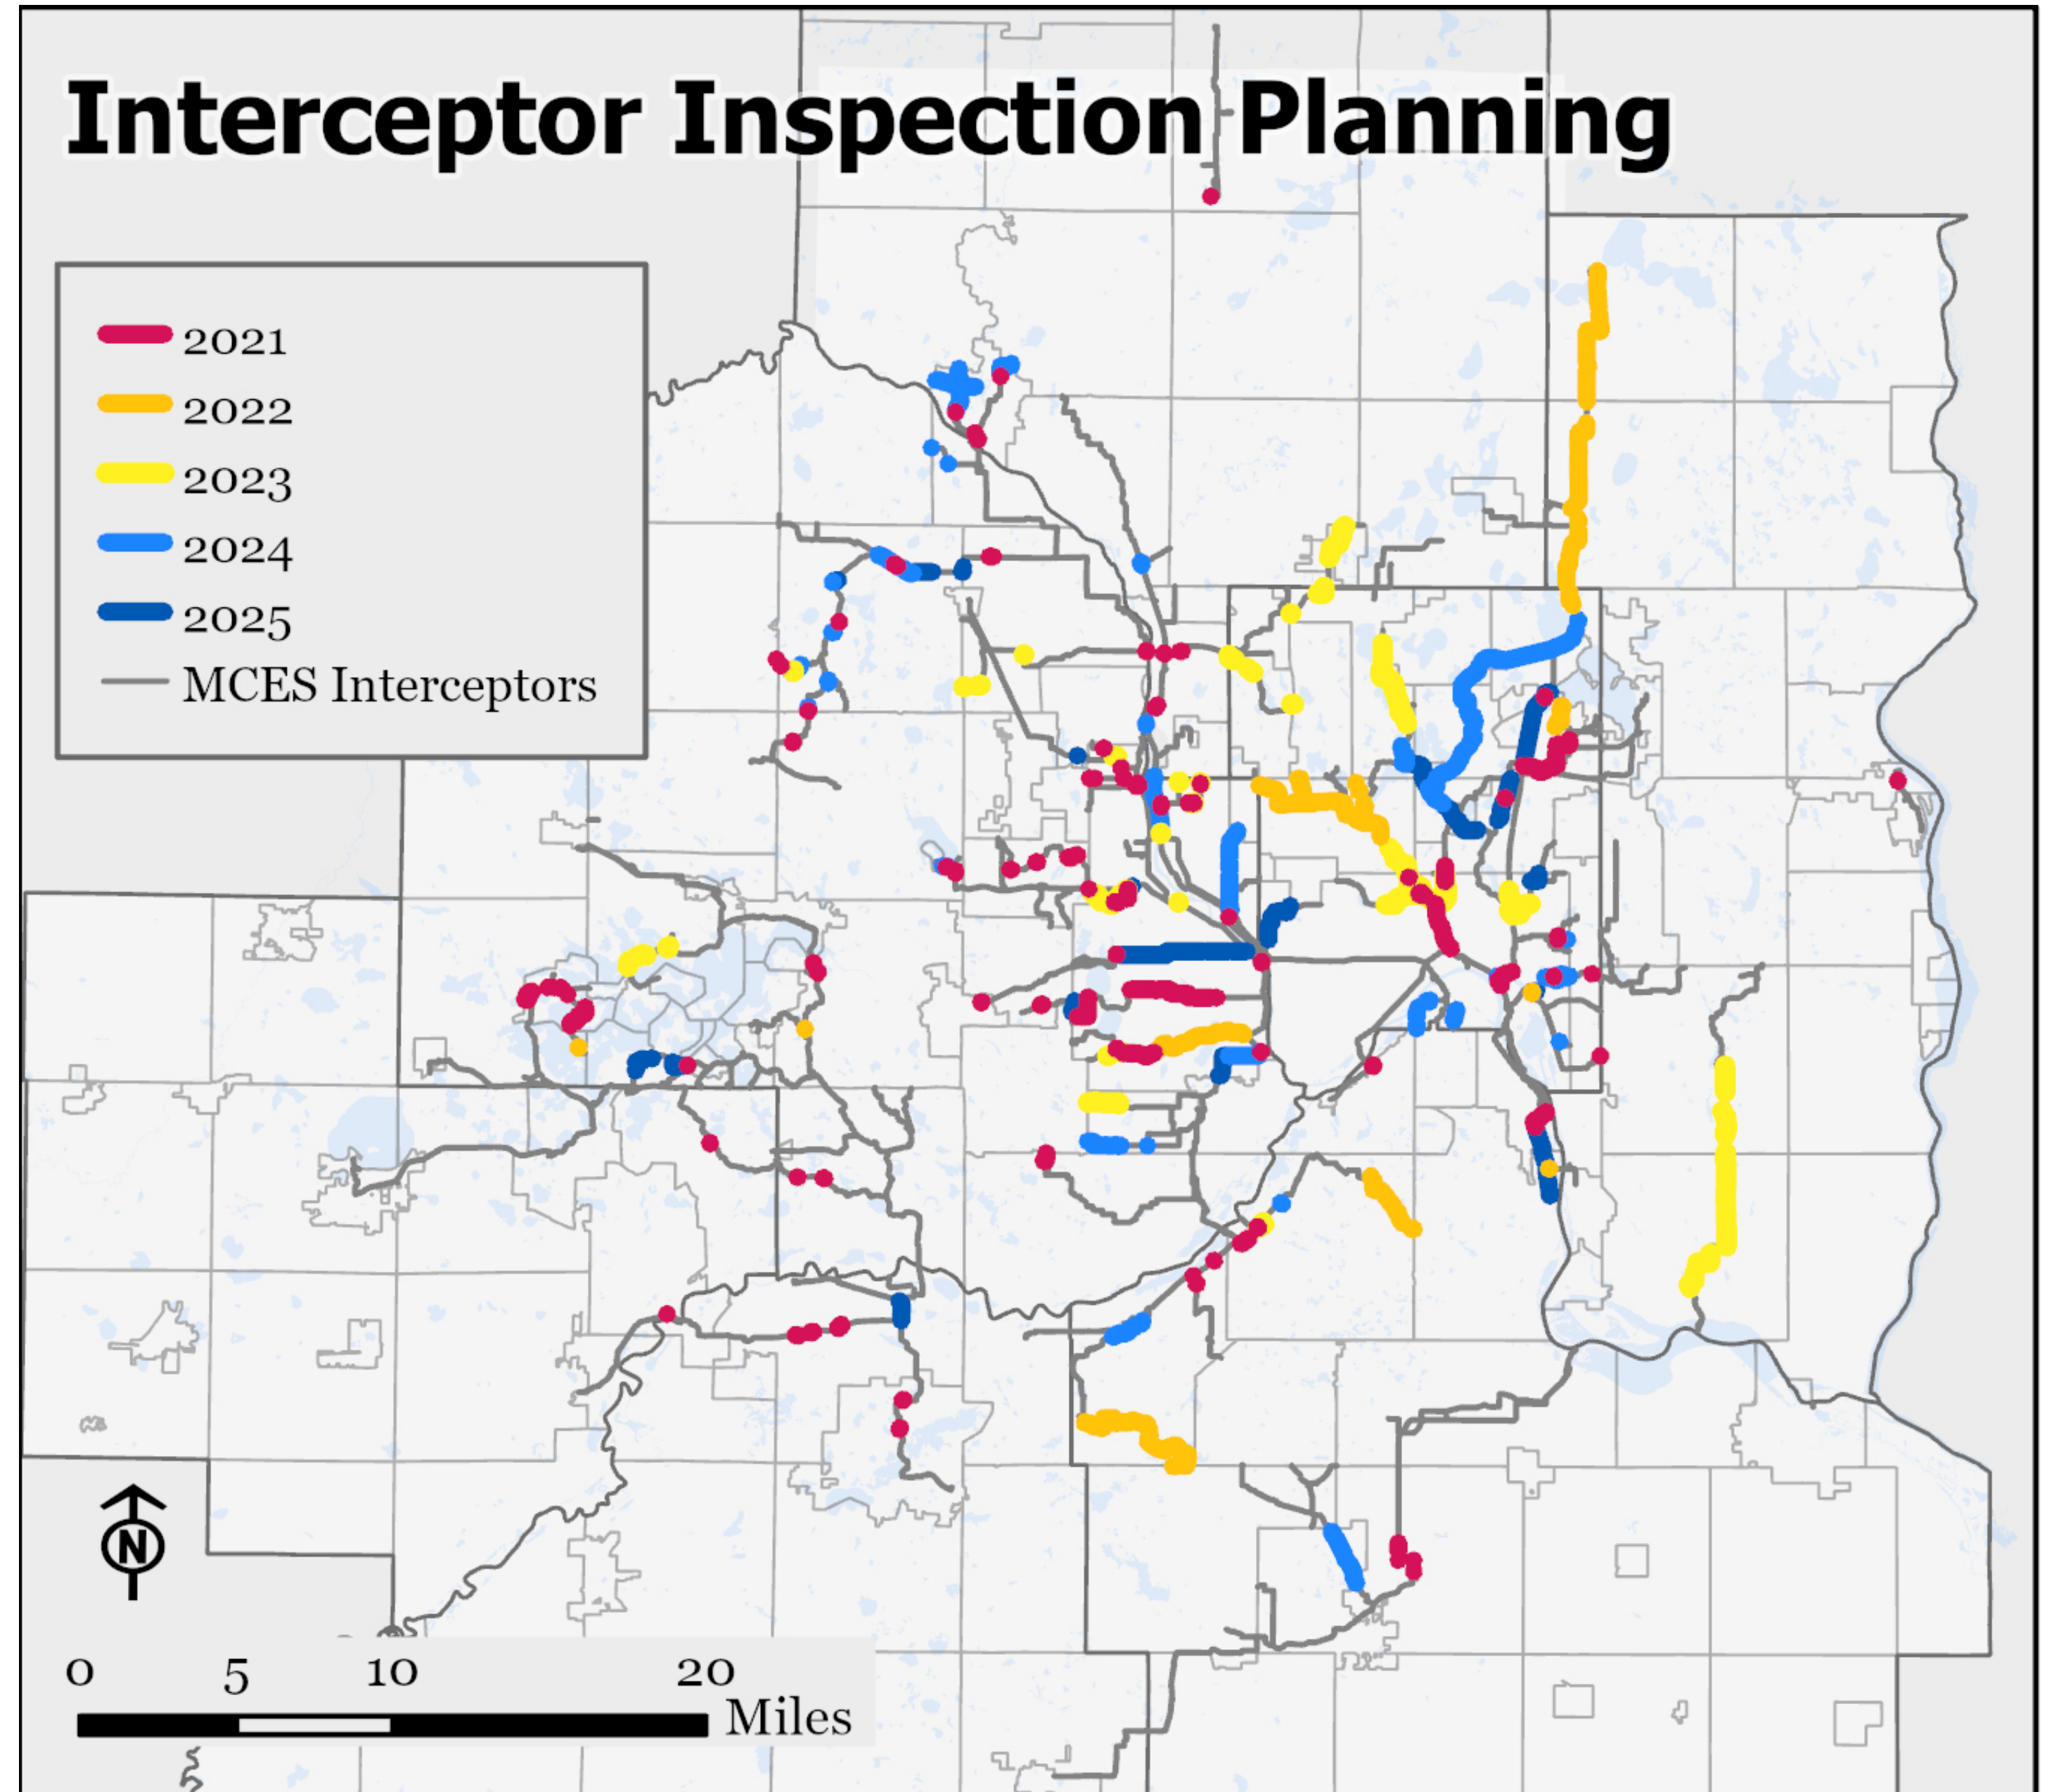 Interceptor Inspection Planning
2021
2022
2023
2024
2025
MCES Interceptors
N
0 5 10 20
Miles